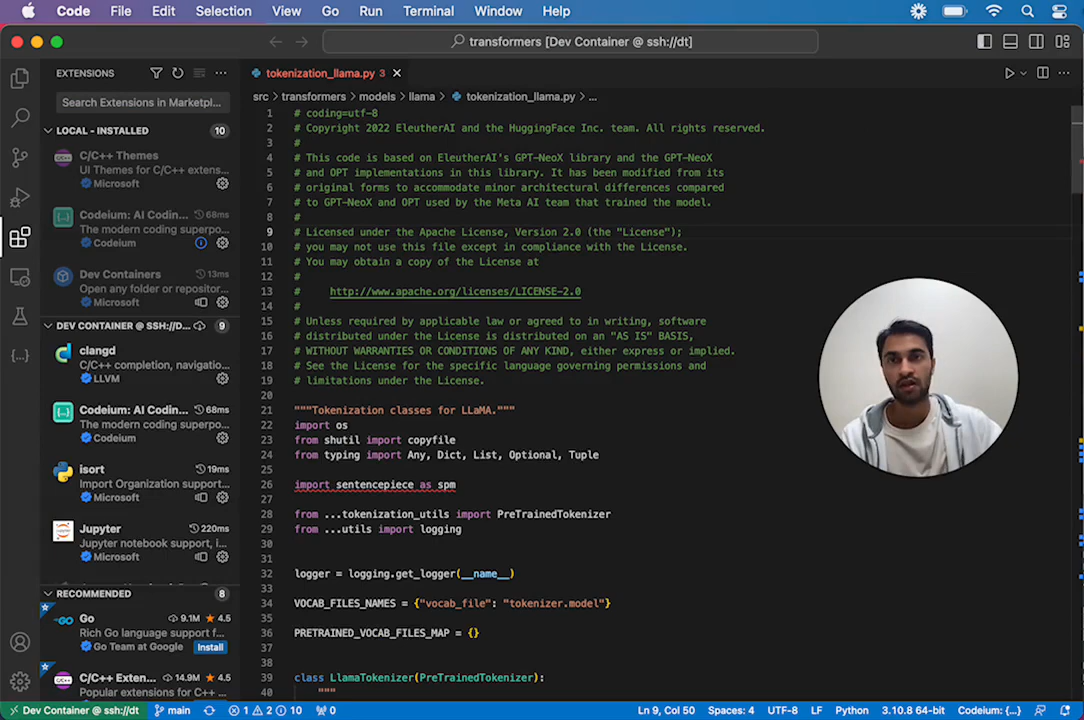 Code File Edit Selection View Go Run Terminal Window Help
transformers [Dev Container @ ssh://dt]
EXTENSIONS
Search Extensions in Marketpl...
LOCAL - INSTALLED 10
C/C++ Themes
UI Themes for C/C++ exten...
Microsoft
Codeium: AI Codin... 68ms
The modern coding superpo...
Codeium
Dev Containers 13ms
Open any folder or repositor...
Microsoft
DEV CONTAINER @ SSH://D... 9
clangd
C/C++ completion, navigatio...
LLVM
Codeium: AI Codin... 68ms
The modern coding superpo...
Codeium
isort 19ms
Import Organization support...
Microsoft
Jupyter 220ms
Jupyter notebook support, i...
Microsoft
RECOMMENDED 8
Go 9.1M 4.5
Rich Go language support f...
Go Team at Google Install
C/C++ Exten... 14.9M 4.5
Popular extensions for C++ ...
tokenization_llama.py 3
src > transformers > models > llama > tokenization_llama.py > ...
1 # coding=utf-8
2 # Copyright 2022 EleutherAI and the HuggingFace Inc. team. All rights reserved.
3 #
4 # This code is based on EleutherAI's GPT-NeoX library and the GPT-NeoX
5 # and OPT implementations in this library. It has been modified from its
6 # original forms to accommodate minor architectural differences compared
7 # to GPT-NeoX and OPT used by the Meta AI team that trained the model.
8 #
9 # Licensed under the Apache License, Version 2.0 (the "License");
10 # you may not use this file except in compliance with the License.
11 # You may obtain a copy of the License at
12 #
13 # http://www.apache.org/licenses/LICENSE-2.0
14 #
15 # Unless required by applicable law or agreed to in writing, software
16 # distributed under the License is distributed on an "AS IS" BASIS,
17 # WITHOUT WARRANTIES OR CONDITIONS OF ANY KIND, either express or implied.
18 # See the License for the specific language governing permissions and
19 # limitations under the License.
20
21 """Tokenization classes for LLaMA."""
22 import os
23 from shutil import copyfile
24 from typing import Any, Dict, List, Optional, Tuple
25
26 import sentencepiece as spm
27
28 from ...tokenization_utils import PreTrainedTokenizer
29 from ...utils import logging
30
31
32 logger = logging.get_logger(__name__)
33
34 VOCAB_FILES_NAMES = {"vocab_file": "tokenizer.model"}
35
36 PRETRAINED_VOCAB_FILES_MAP = {}
37
38
39 class LlamaTokenizer(PreTrainedTokenizer):
40 """
Dev Container @ ssh://dt main 1 2 10 0 Ln 9, Col 50 Spaces: 4 UTF-8 LF Python 3.10.8 64-bit Codeium: {...}